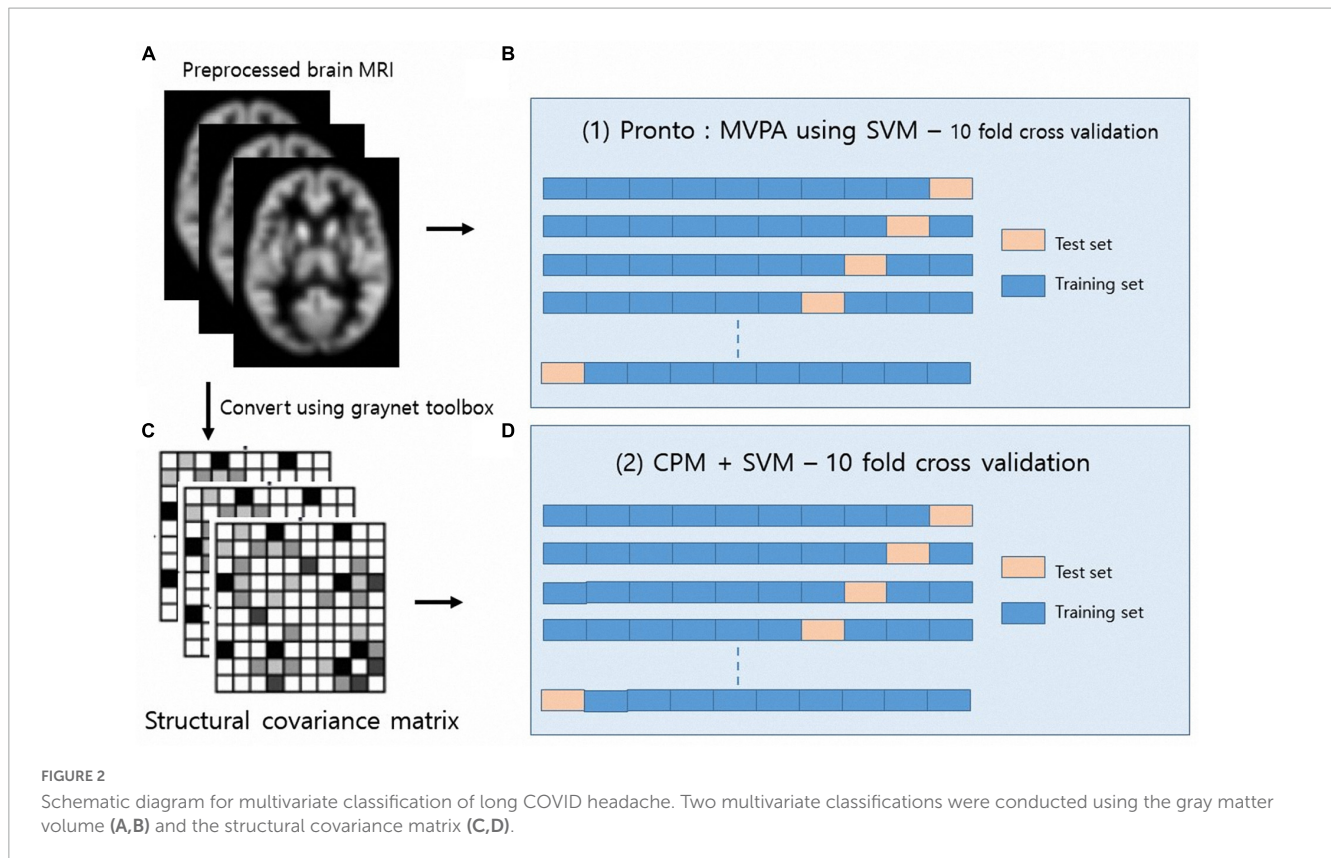 A
Preprocessed brain MRI
B
(1) Pronto : MVPA using SVM – 10 fold cross validation
Test set
Training set
Convert using graynet toolbox
C
Structural covariance matrix
D
(2) CPM + SVM – 10 fold cross validation
Test set
Training set
FIGURE 2
Schematic diagram for multivariate classification of long COVID headache. Two multivariate classifications were conducted using the gray matter
volume (A,B) and the structural covariance matrix (C,D).